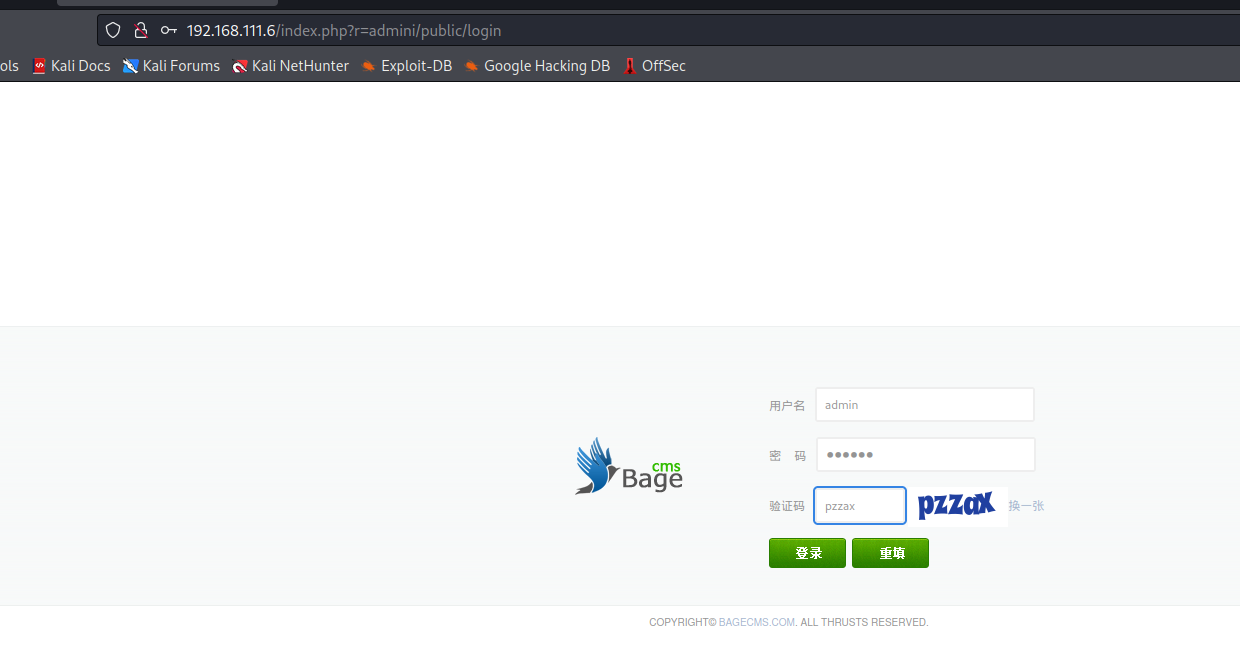 192.168.111.6/index.php?r=admini/public/login
ols Kali Docs Kali Forums Kali NetHunter Exploit-DB Google Hacking DB OffSec
用户名 admin
cms
Bage
密 码 ●●●●●●
验证码 pzzax pzzax 换一张
登录 重填
COPYRIGHT© BAGECMS.COM. ALL THRUSTS RESERVED.